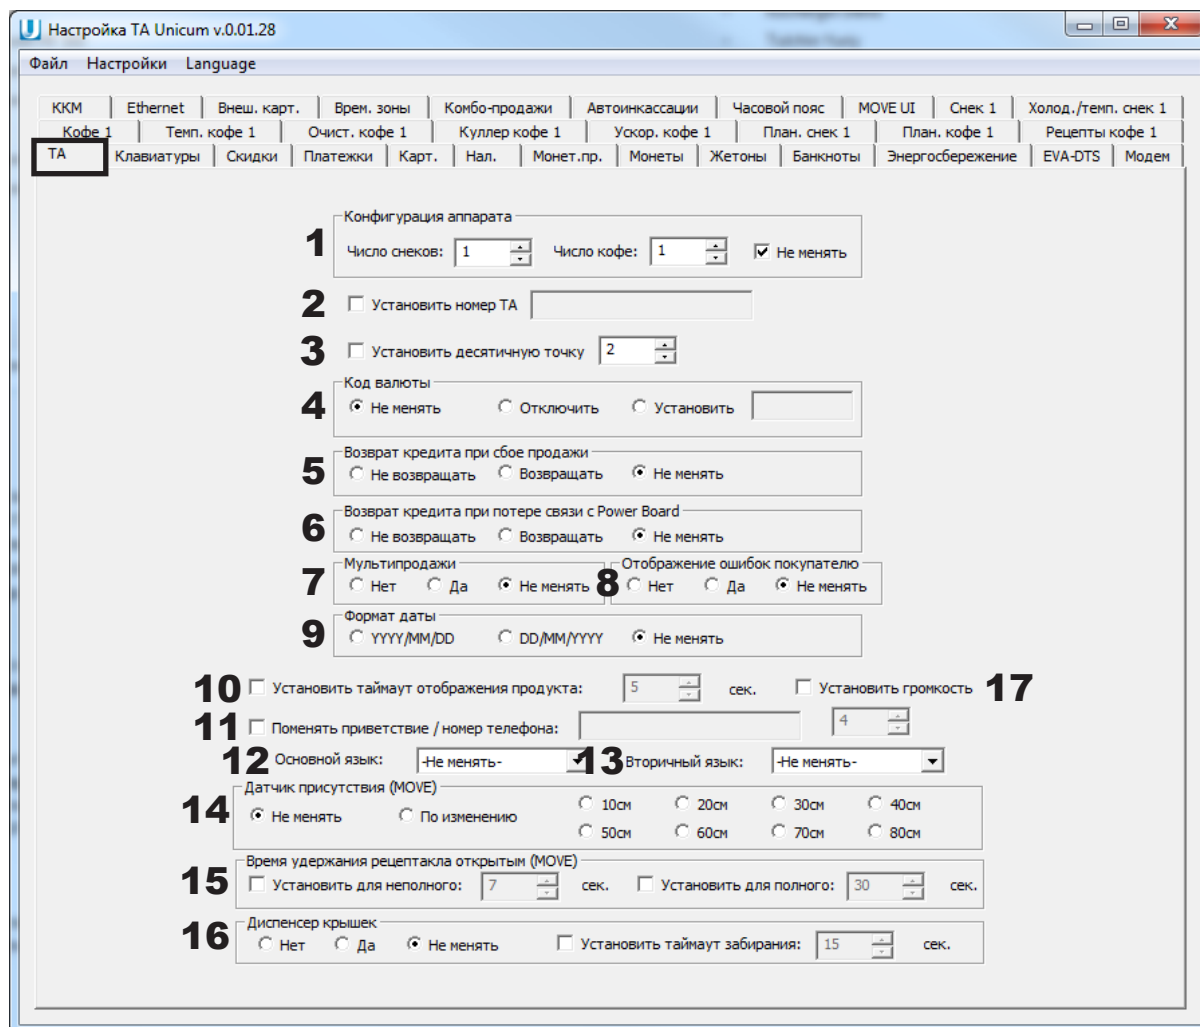 Настройка TA Unicum v.0.01.28
Файл Настройки Language
ККМ Ethernet Внеш. карт. Врем. зоны Комбо-продажи Автоинкассации Часовой пояс MOVE UI Снек 1 Холод./темп. снек 1
Кофе 1 Темп. кофе 1 Очист. кофе 1 Куллер кофе 1 Ускор. кофе 1 План. снек 1 План. кофе 1 Рецепты кофе 1
ТА Клавиатуры Скидки Платежки Карт. Нал. Монет.пр. Монеты Жетоны Банкноты Энергосбережение EVA-DTS Модем
Конфигурация аппарата
1 Число снеков: 1 Число кофе: 1 Не менять
2 Установить номер ТА
3 Установить десятичную точку 2
Код валюты
4 Не менять Отключить Установить
Возврат кредита при сбое продажи
5 Не возвращать Возвращать Не менять
Возврат кредита при потере связи с Power Board
6 Не возвращать Возвращать Не менять
Мультипродажи Отображение ошибок покупателю
7 Нет Да Не менять 8 Нет Да Не менять
Формат даты
9 YYYY/MM/DD DD/MM/YYYY Не менять
10 Установить таймаут отображения продукта: 5 сек. Установить громкость 17
11 Поменять приветствие / номер телефона: 4
12 Основной язык: -Не менять- 13 Вторичный язык: -Не менять-
Датчик присутствия (MOVE)
14 Не менять По изменению 10см 20см 30см 40см
50см 60см 70см 80см
Время удержания рецептакла открытым (MOVE)
15 Установить для неполного: 7 сек. Установить для полного: 30 сек.
Диспенсер крышек
16 Нет Да Не менять Установить таймаут забирания: 15 сек.